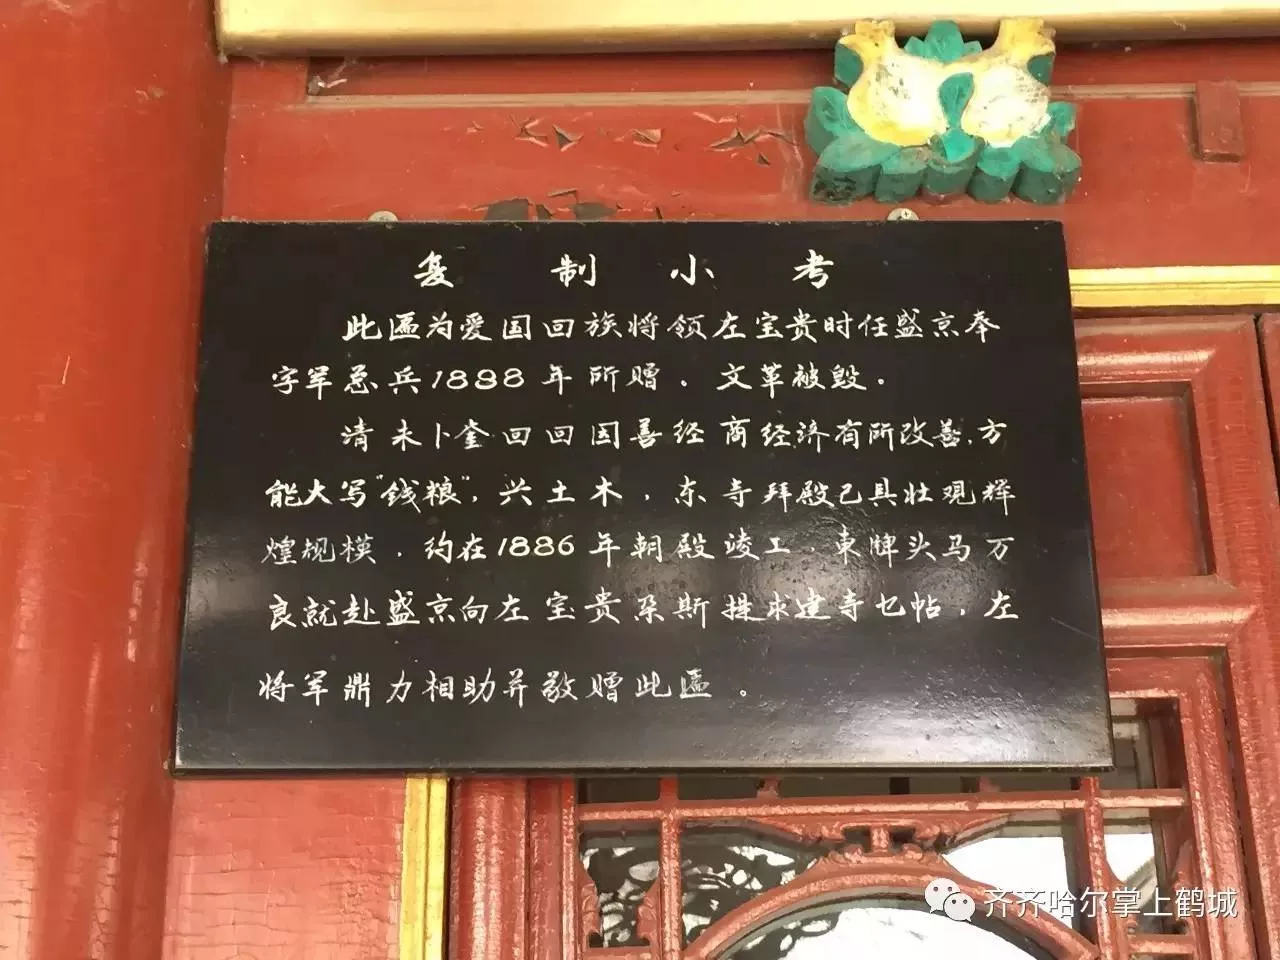 复制小考
此匾为爱国回族将领左宝贵时任盛京奉
字军总兵1888年所赠。文革被毁。
清末卜奎回回因善经商经济有所改善,方
能大写"钱粮",兴土木,东寺拜殿已具壮观辉
煌规模,约在1886年朝殿竣工,東牌头马万
良就赴盛京向左宝贵朵斯提求建寺乜帖,左
将军鼎力相助并敬赠此匾。
齐齐哈尔掌上鹤城